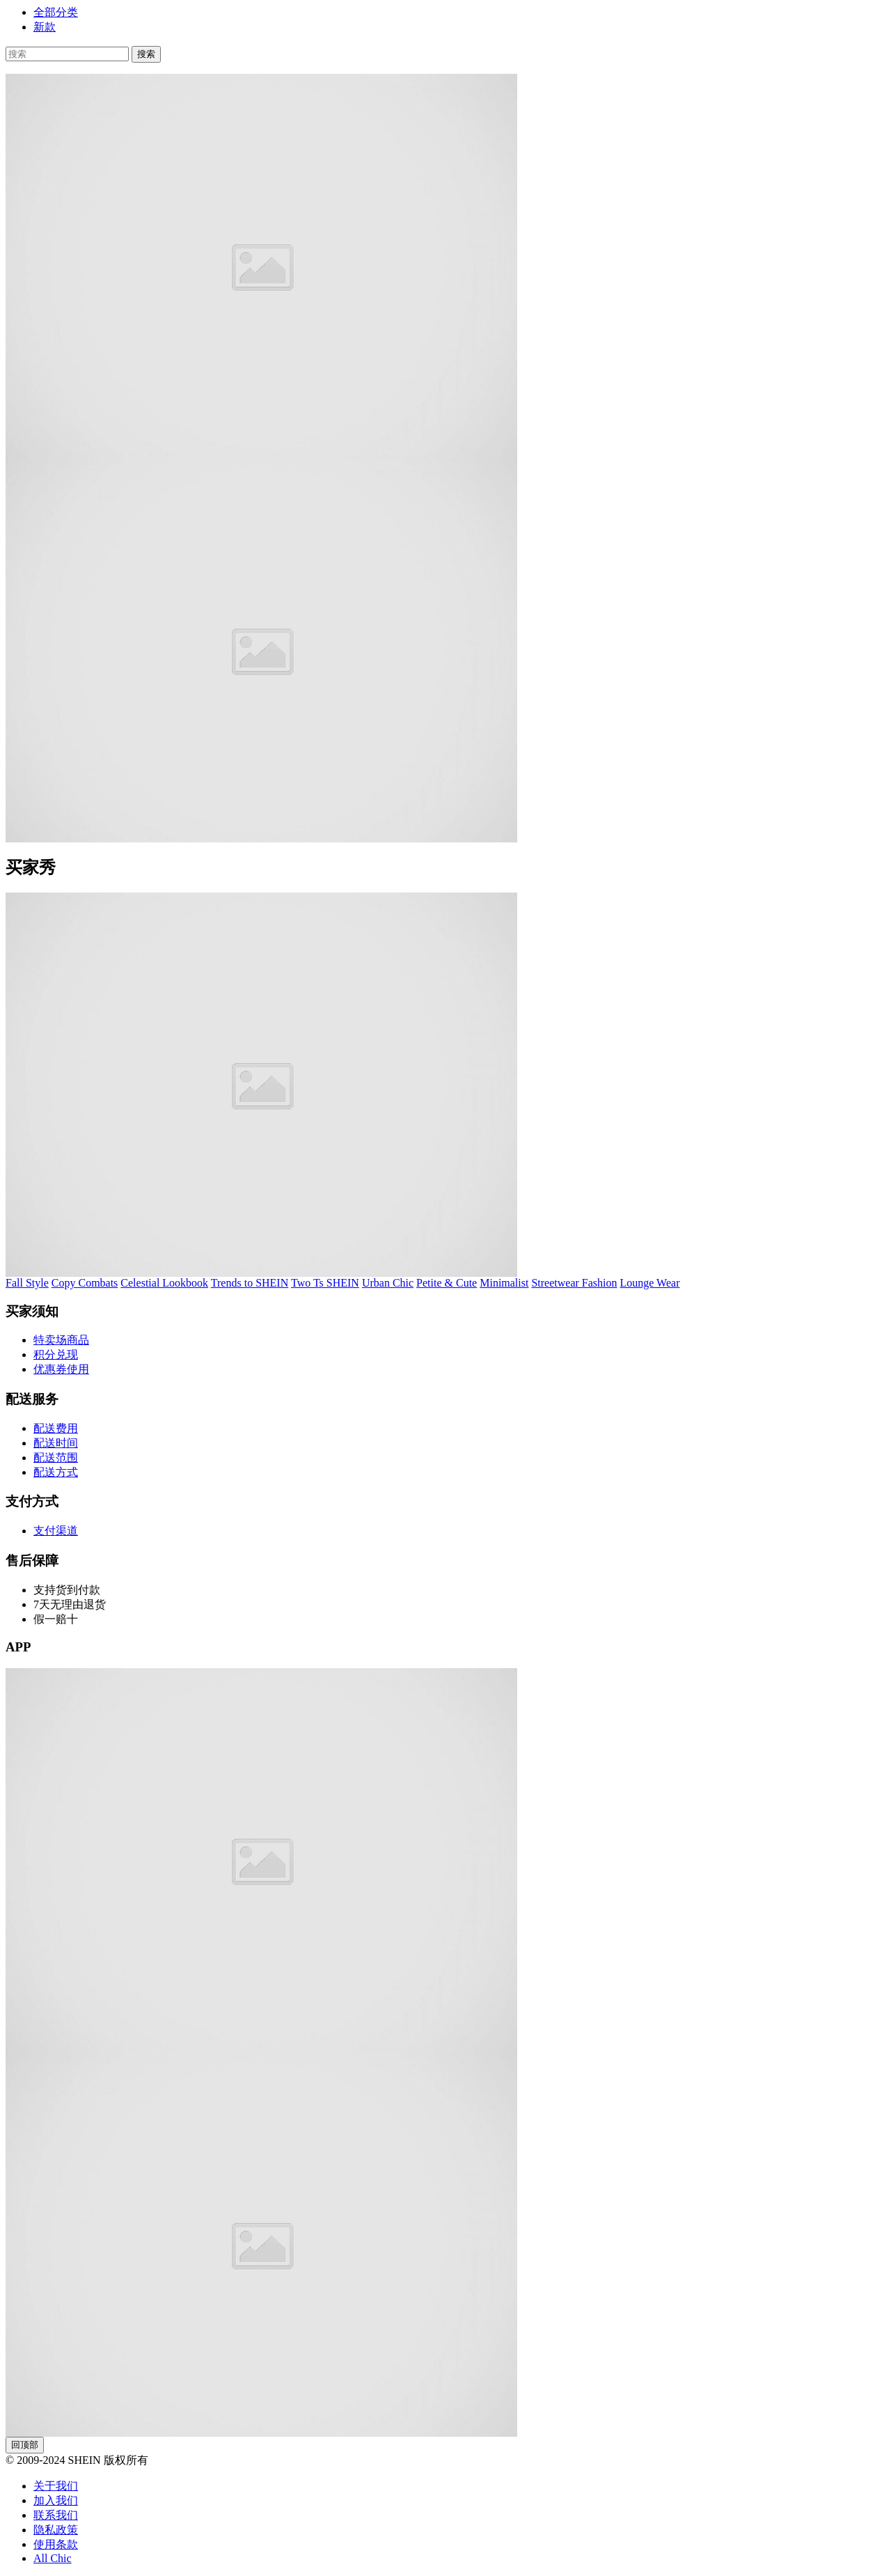 全部分类
新款
搜索 搜索
买家秀
Fall Style Copy Combats Celestial Lookbook Trends to SHEIN Two Ts SHEIN Urban Chic Petite & Cute Minimalist Streetwear Fashion Lounge Wear
买家须知
特卖场商品
积分兑现
优惠券使用
配送服务
配送费用
配送时间
配送范围
配送方式
支付方式
支付渠道
售后保障
支持货到付款
7天无理由退货
假一赔十
APP
回顶部
© 2009-2024 SHEIN 版权所有
关于我们
加入我们
联系我们
隐私政策
使用条款
All Chic